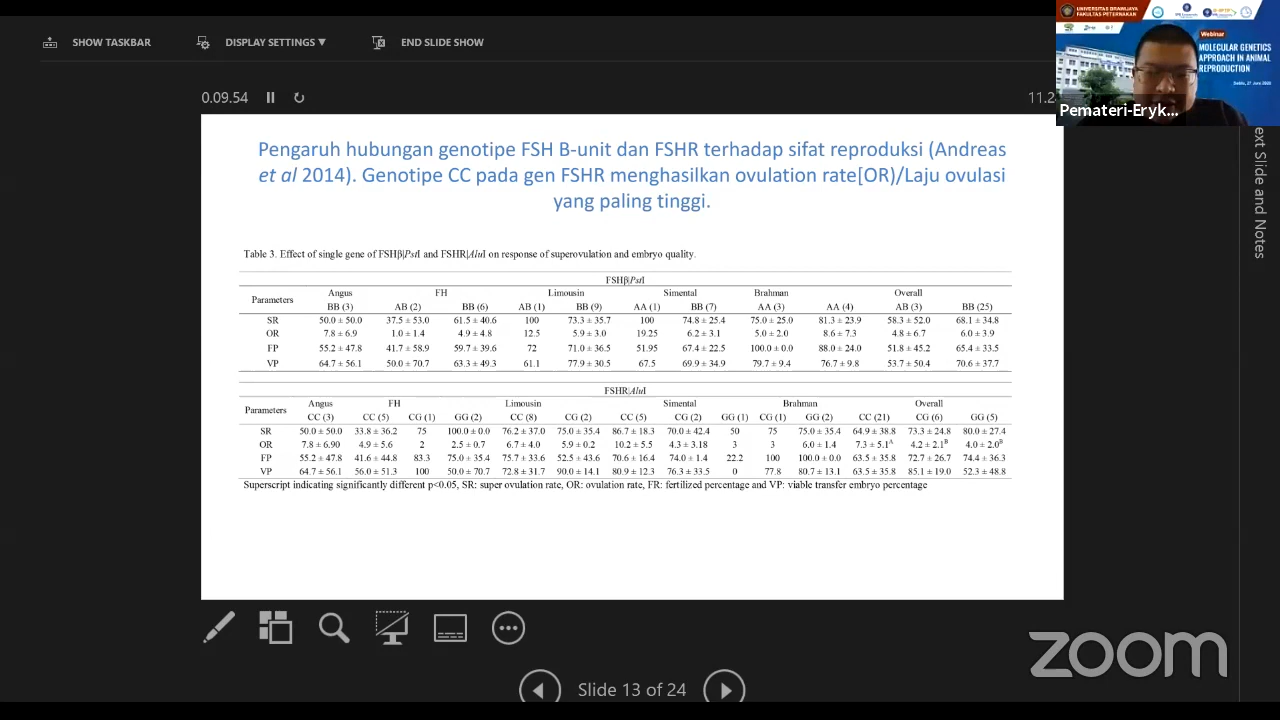 SHOW TASKBAR
DISPLAY SETTINGS ▼
END SLIDE SHOW
0.09.54
11.2
UNIVERSITAS BRAWIJAYA
FAKULTAS PETERNAKAN
Webinar
MOLECULAR GENETICS
APPROACH IN ANIMAL
REPRODUCTION
Pemateri-Eryk...
ext Slide and Notes
Pengaruh hubungan genotipe FSH B-unit dan FSHR terhadap sifat reproduksi (Andreas
et al 2014). Genotipe CC pada gen FSHR menghasilkan ovulation rate[OR)/Laju ovulasi
yang paling tinggi.
Table 3. Effect of single gene of FSHβ|PstI and FSHR|AluI on response of superovulation and embryo quality.
FSHβ|PstI
Parameters Angus FH Limousin Simental Brahman Overall
BB (3) AB (2) BB (6) AB (1) BB (9) AA (1) BB (7) AA (3) AA (4) AB (3) BB (25)
SR 50.0 ± 50.0 37.5 ± 53.0 61.5 ± 40.6 100 73.3 ± 35.7 100 74.8 ± 25.4 75.0 ± 25.0 81.3 ± 23.9 58.3 ± 52.0 68.1 ± 34.8
OR 7.8 ± 6.9 1.0 ± 1.4 4.9 ± 4.8 12.5 5.9 ± 3.0 19.25 6.2 ± 3.1 5.0 ± 2.0 8.6 ± 7.3 4.8 ± 6.7 6.0 ± 3.9
FP 55.2 ± 47.8 41.7 ± 58.9 59.7 ± 39.6 72 71.0 ± 36.5 51.95 67.4 ± 22.5 100.0 ± 0.0 88.0 ± 24.0 51.8 ± 45.2 65.4 ± 33.5
VP 64.7 ± 56.1 50.0 ± 70.7 63.3 ± 49.3 61.1 77.9 ± 30.5 67.5 69.9 ± 34.9 79.7 ± 9.4 76.7 ± 9.8 53.7 ± 50.4 70.6 ± 37.7
FSHR|AluI
Parameters Angus FH Limousin Simental Brahman Overall
CC (3) CC (5) CG (1) GG (2) CC (8) CG (2) CC (5) CG (2) GG (1) CG (1) GG (2) CC (21) CG (6) GG (5)
SR 50.0 ± 50.0 33.8 ± 36.2 75 100.0 ± 0.0 76.2 ± 37.0 75.0 ± 35.4 86.7 ± 18.3 70.0 ± 42.4 50 75 75.0 ± 35.4 64.9 ± 38.8 73.3 ± 24.8 80.0 ± 27.4
OR 7.8 ± 6.90 4.9 ± 5.6 2 2.5 ± 0.7 6.7 ± 4.0 5.9 ± 0.2 10.2 ± 5.5 4.3 ± 3.18 3 3 6.0 ± 1.4 7.3 ± 5.1ᴬ 4.2 ± 2.1ᴮ 4.0 ± 2.0ᴮ
FP 55.2 ± 47.8 41.6 ± 44.8 83.3 75.0 ± 35.4 75.7 ± 33.6 52.5 ± 43.6 70.6 ± 16.4 74.0 ± 1.4 22.2 100 100.0 ± 0.0 63.5 ± 35.8 72.7 ± 26.7 74.4 ± 36.3
VP 64.7 ± 56.1 56.0 ± 51.3 100 50.0 ± 70.7 72.8 ± 31.7 90.0 ± 14.1 80.9 ± 12.3 76.3 ± 33.5 0 77.8 80.7 ± 13.1 63.5 ± 35.8 85.1 ± 19.0 52.3 ± 48.8
Superscript indicating significantly different p<0.05, SR: super ovulation rate, OR: ovulation rate, FR: fertilized percentage and VP: viable transfer embryo percentage
Slide 13 of 24
zoom